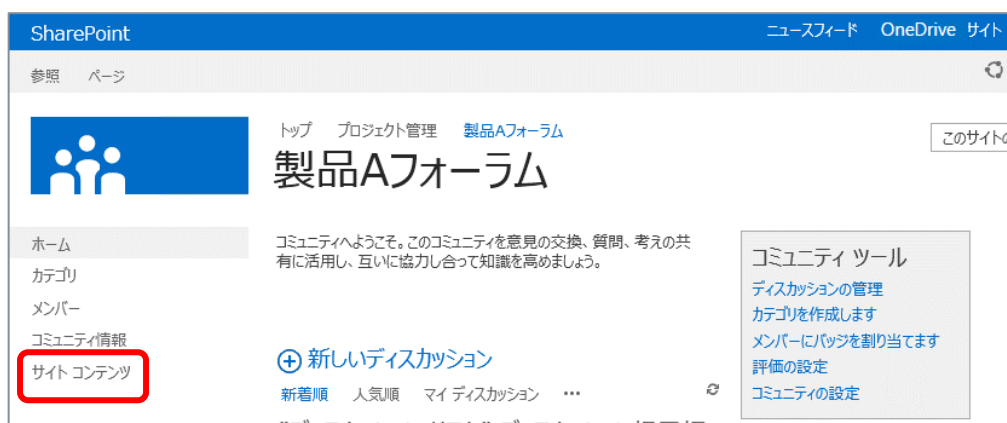 SharePoint ニュースフィード OneDrive サイト
参照 ページ
トップ プロジェクト管理 製品Aフォーラム
製品Aフォーラム
このサイトの
ホーム
カテゴリ
メンバー
コミュニティ情報
サイト コンテンツ
コミュニティへようこそ。このコミュニティを意見の交換、質問、考えの共
有に活用し、互いに協力し合って知識を高めましょう。
新しいディスカッション
新着順 人気順 マイ ディスカッション ···
コミュニティ ツール
ディスカッションの管理
カテゴリを作成します
メンバーにバッジを割り当てます
評価の設定
コミュニティの設定